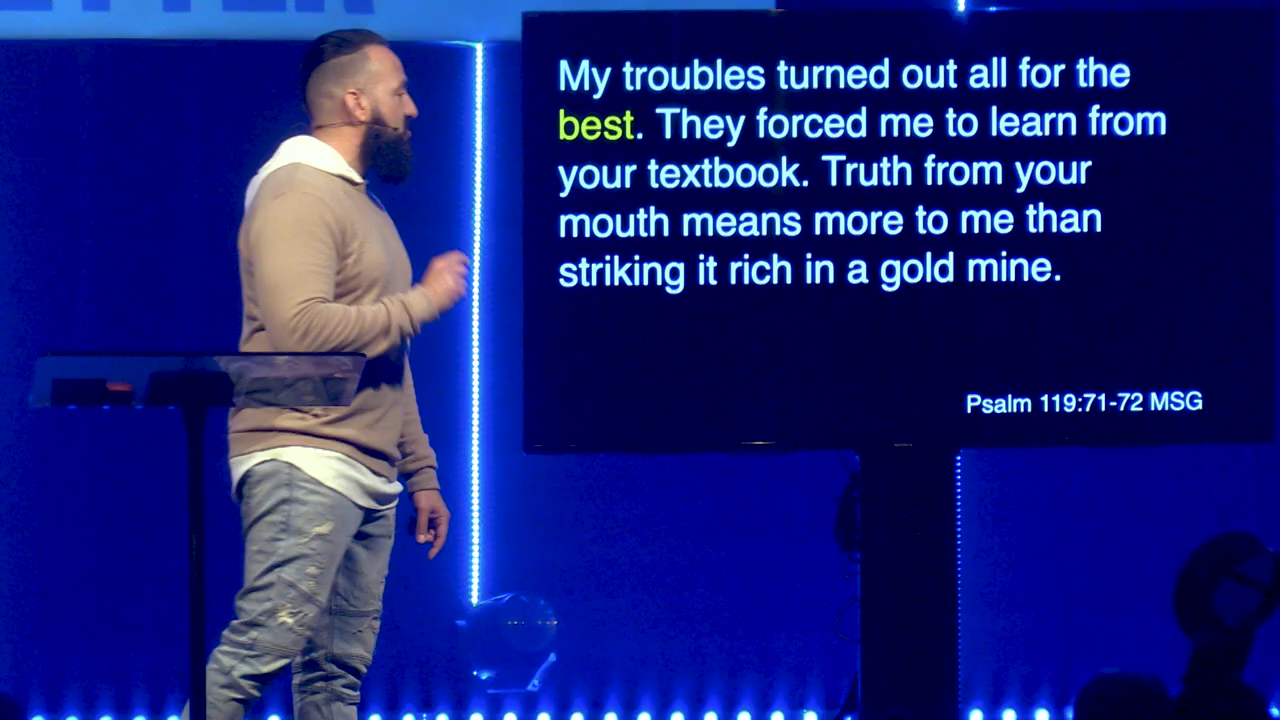 My troubles turned out all for the
best. They forced me to learn from
your textbook. Truth from your
mouth means more to me than
striking it rich in a gold mine.
Psalm 119:71-72 MSG